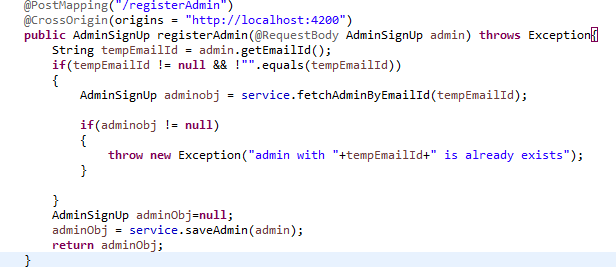 @PostMapping("/registerAdmin")
@CrossOrigin(origins = "http://localhost:4200")
public AdminSignUp registerAdmin(@RequestBody AdminSignUp admin) throws Exception{
String tempEmailId = admin.getEmailId();
if(tempEmailId != null && !"".equals(tempEmailId))
{
AdminSignUp adminobj = service.fetchAdminByEmailId(tempEmailId);
if(adminobj != null)
{
throw new Exception("admin with "+tempEmailId+" is already exists");
}
}
AdminSignUp adminObj=null;
adminObj = service.saveAdmin(admin);
return adminObj;
}